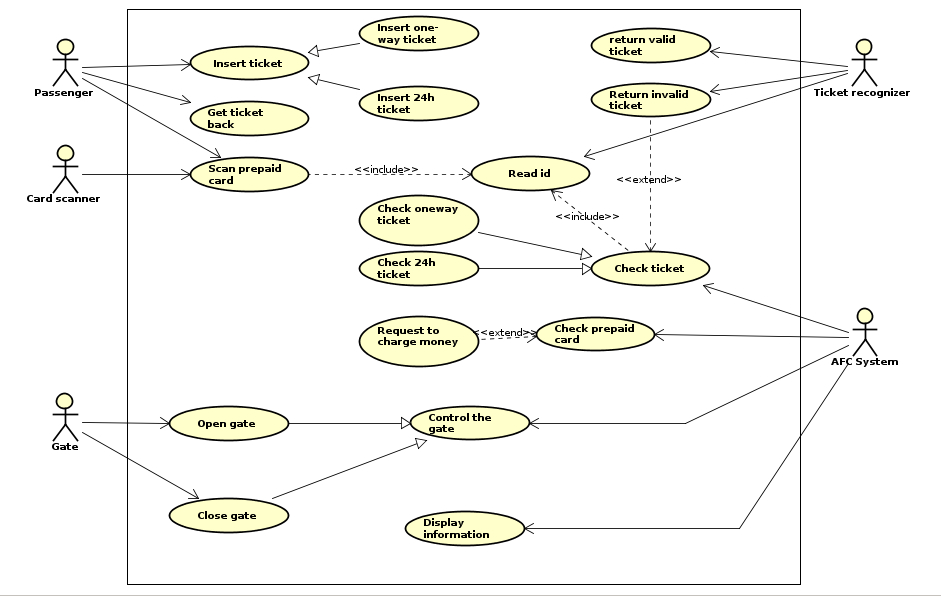 Insert one-
way ticket
return valid
ticket
Insert ticket
Passenger
Ticket recognizer
Insert 24h
ticket
Return invalid
ticket
Get ticket
back
Scan prepaid
card
<<include>>
Read id
<<extend>>
Card scanner
Check oneway
ticket
<<include>>
Check 24h
ticket
Check ticket
Request to
charge money
<<extend>>
Check prepaid
card
AFC System
Open gate
Control the
gate
Gate
Close gate
Display
information